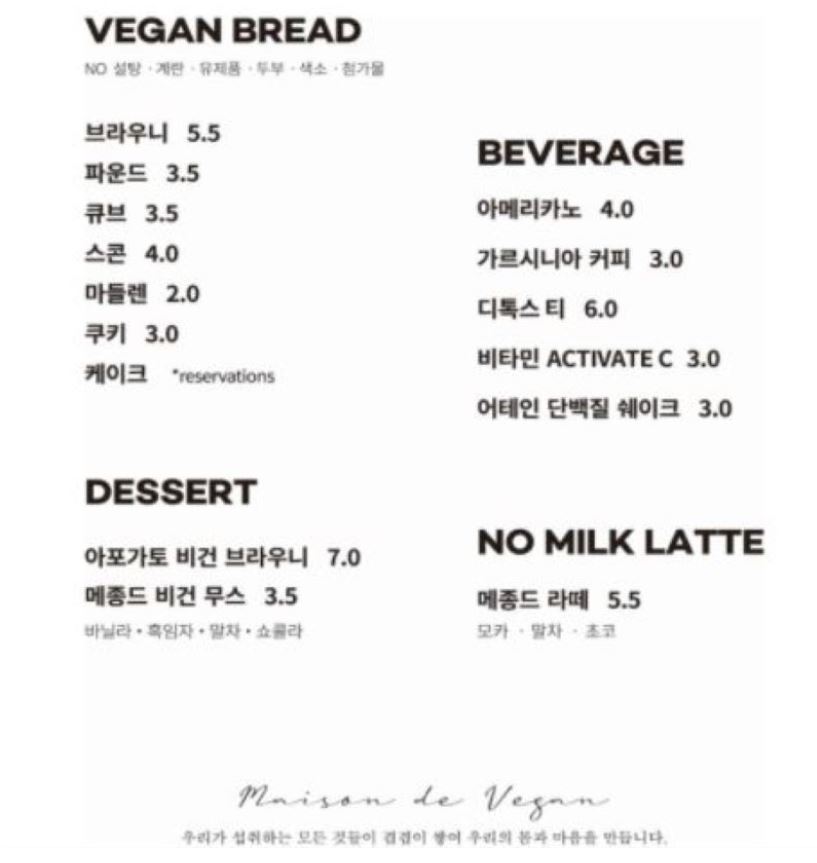 VEGAN BREAD
NO 설탕 · 계란 · 유제품 · 두부 · 색소 · 첨가물
브라우니 5.5
파운드 3.5
큐브 3.5
스콘 4.0
마들렌 2.0
쿠키 3.0
케이크 *reservations
DESSERT
아포가토 비건 브라우니 7.0
메종드 비건 무스 3.5
바닐라 • 흑임자 • 말차 • 쇼콜라
BEVERAGE
아메리카노 4.0
가르시니아 커피 3.0
디톡스 티 6.0
비타민 ACTIVATE C 3.0
어테인 단백질 쉐이크 3.0
NO MILK LATTE
메종드 라떼 5.5
모카 · 말차 · 초코
Maison de Vegan
우리가 섭취하는 모든 것들이 겹겹이 쌓여 우리의 몸과 마음을 만듭니다.